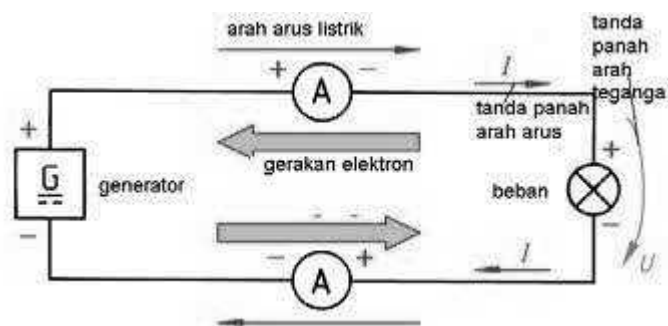 arah arus listrik
tanda
panah
arah
teganga
+ A −
I
tanda panah
arah arus
gerakan elektron
+
G
−
generator
beban
+
−
- -
− A +
I
U